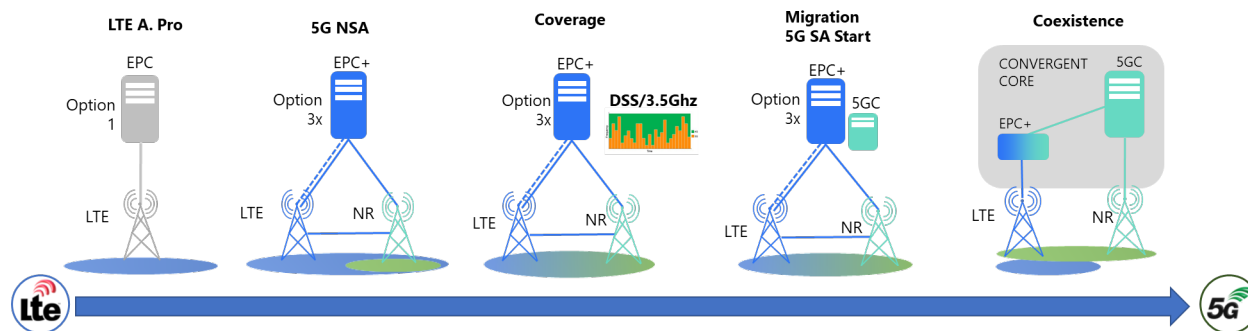 LTE A. Pro
EPC
Option
1
LTE
5G NSA
EPC+
Option
3x
LTE
NR
Coverage
EPC+
Option
3x
DSS/3.5Ghz
NR
Migration
5G SA Start
EPC+
Option
3x
5GC
LTE
NR
Coexistence
CONVERGENT
CORE
5GC
EPC+
LTE
NR
Lte
5G